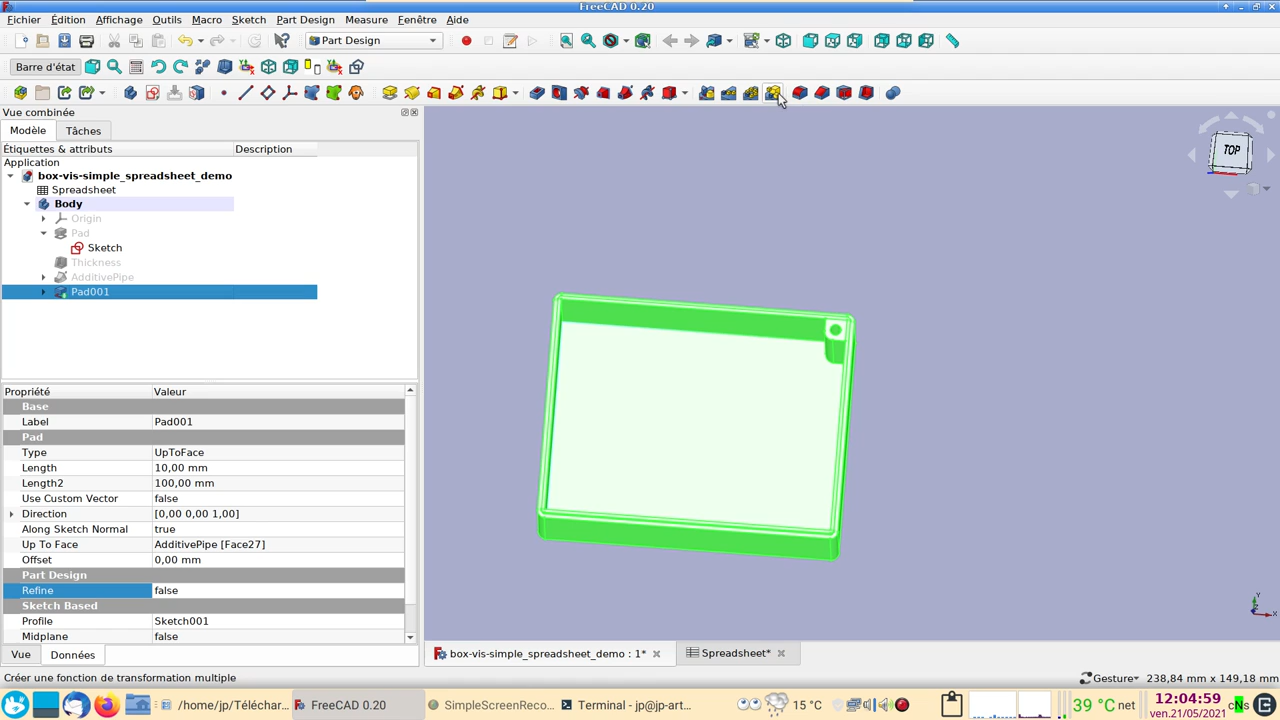 FreeCAD 0.20
Fichier Édition Affichage Outils Macro Sketch Part Design Measure Fenêtre Aide
Part Design
Barre d'état
Vue combinée
Modèle Tâches
Étiquettes & attributs Description
Application
box-vis-simple_spreadsheet_demo
Spreadsheet
Body
Origin
Pad
Sketch
Thickness
AdditivePipe
Pad001
TOP
Propriété Valeur
Base
Label Pad001
Pad
Type UpToFace
Length 10,00 mm
Length2 100,00 mm
Use Custom Vector false
Direction [0,00 0,00 1,00]
Along Sketch Normal true
Up To Face AdditivePipe [Face27]
Offset 0,00 mm
Part Design
Refine false
Sketch Based
Profile Sketch001
Midplane false
Y
X
Vue Données
box-vis-simple_spreadsheet_demo : 1* Spreadsheet*
Créer une fonction de transformation multiple
Gesture 238,84 mm x 149,18 mm
/home/jp/Téléchar... FreeCAD 0.20 SimpleScreenReco... Terminal - jp@jp-art... 15 °C 39 °C net 12:04:59
ven.21/05/2021